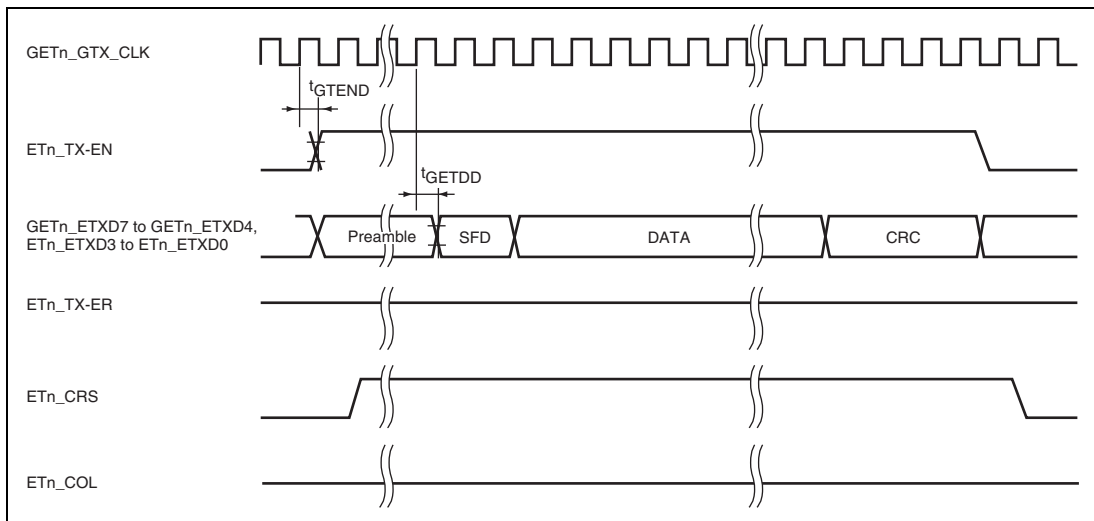 GETn_GTX_CLK
tGTEND
ETn_TX-EN
tGETDD
GETn_ETXD7 to GETn_ETXD4,
ETn_ETXD3 to ETn_ETXD0
Preamble
SFD
DATA
CRC
ETn_TX-ER
ETn_CRS
ETn_COL